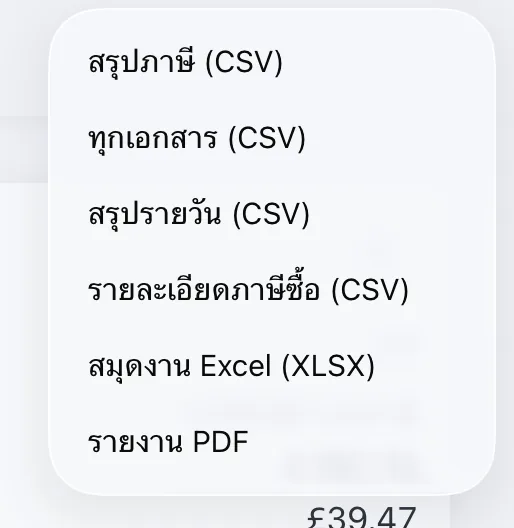 สรุปภาษี (CSV)
ทุกเอกสาร (CSV)
สรุปรายวัน (CSV)
รายละเอียดภาษีซื้อ (CSV)
สมุดงาน Excel (XLSX)
รายงาน PDF
£39.47